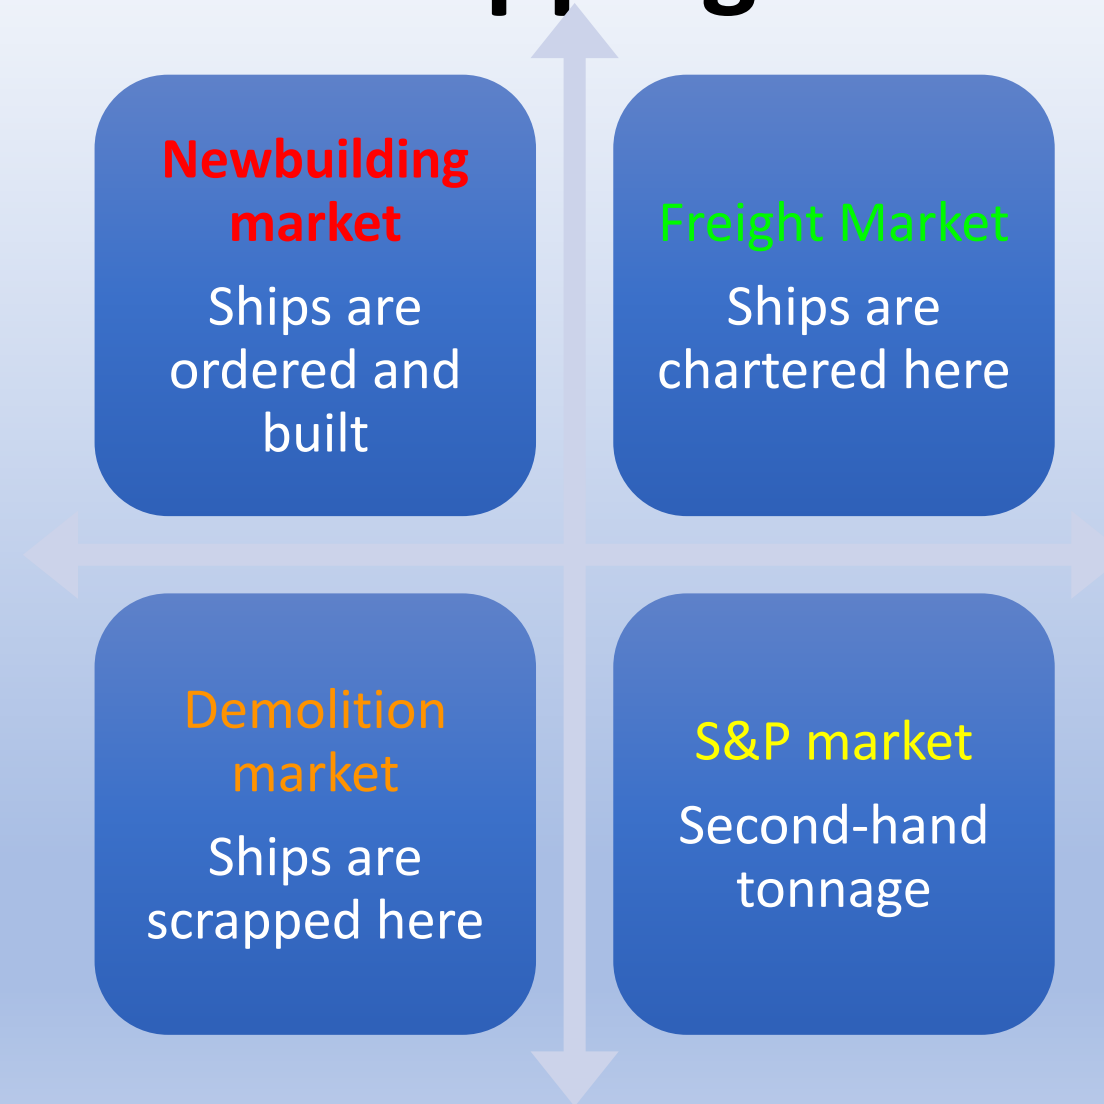 Newbuilding
market
Ships are
ordered and
built
Freight Market
Ships are
chartered here
Demolition
market
Ships are
scrapped here
S&P market
Second-hand
tonnage